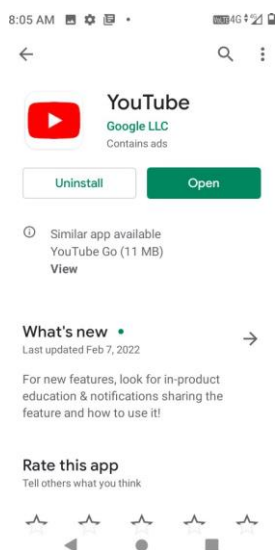 8:05 AM
4G
YouTube
Google LLC
Contains ads
Uninstall
Open
Similar app available
YouTube Go (11 MB)
View
What's new
Last updated Feb 7, 2022
For new features, look for in-product
education & notifications sharing the
feature and how to use it!
Rate this app
Tell others what you think